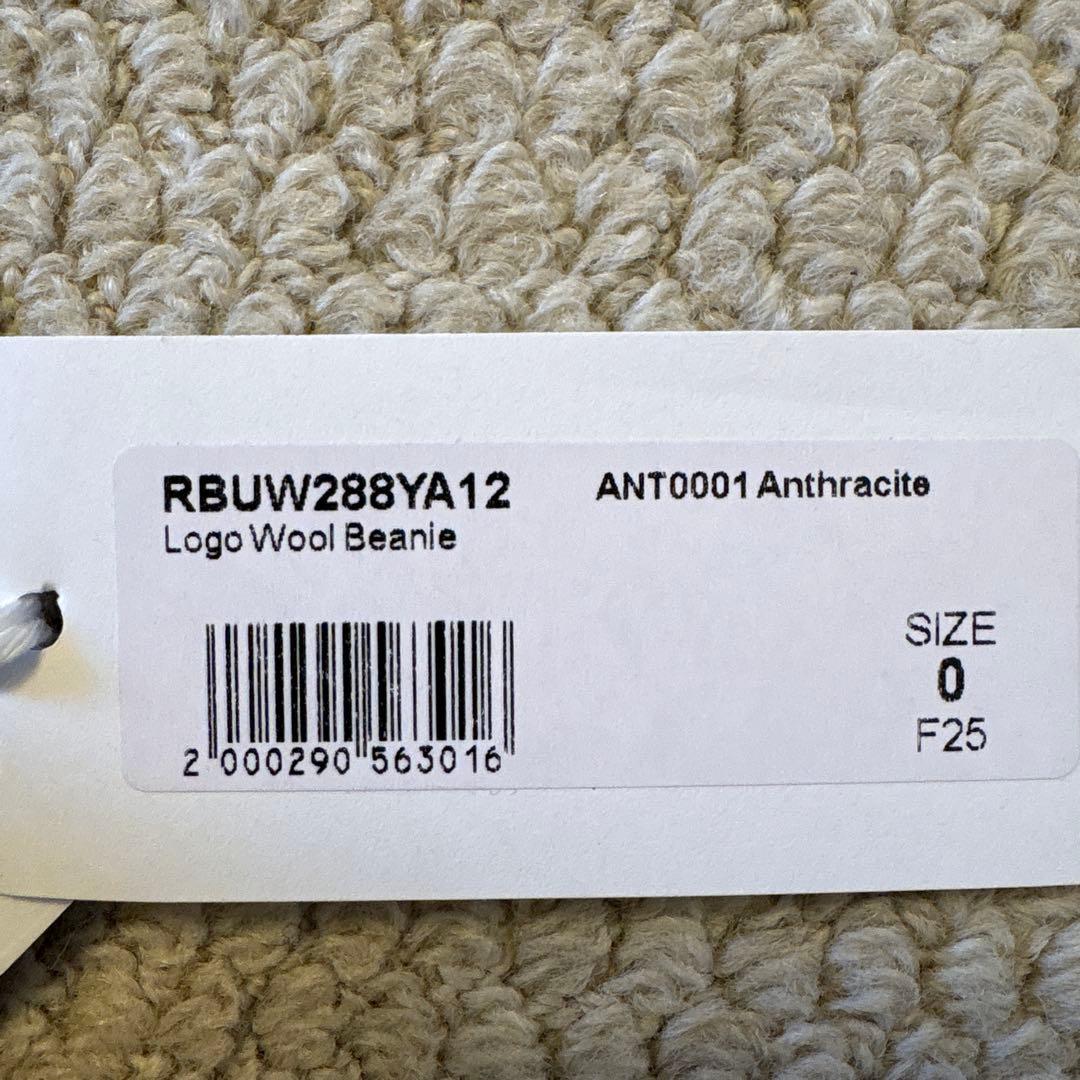 RBUW288YA12
ANT0001 Anthracite
Logo Wool Beanie
SIZE
0
F25
2 000290 563016